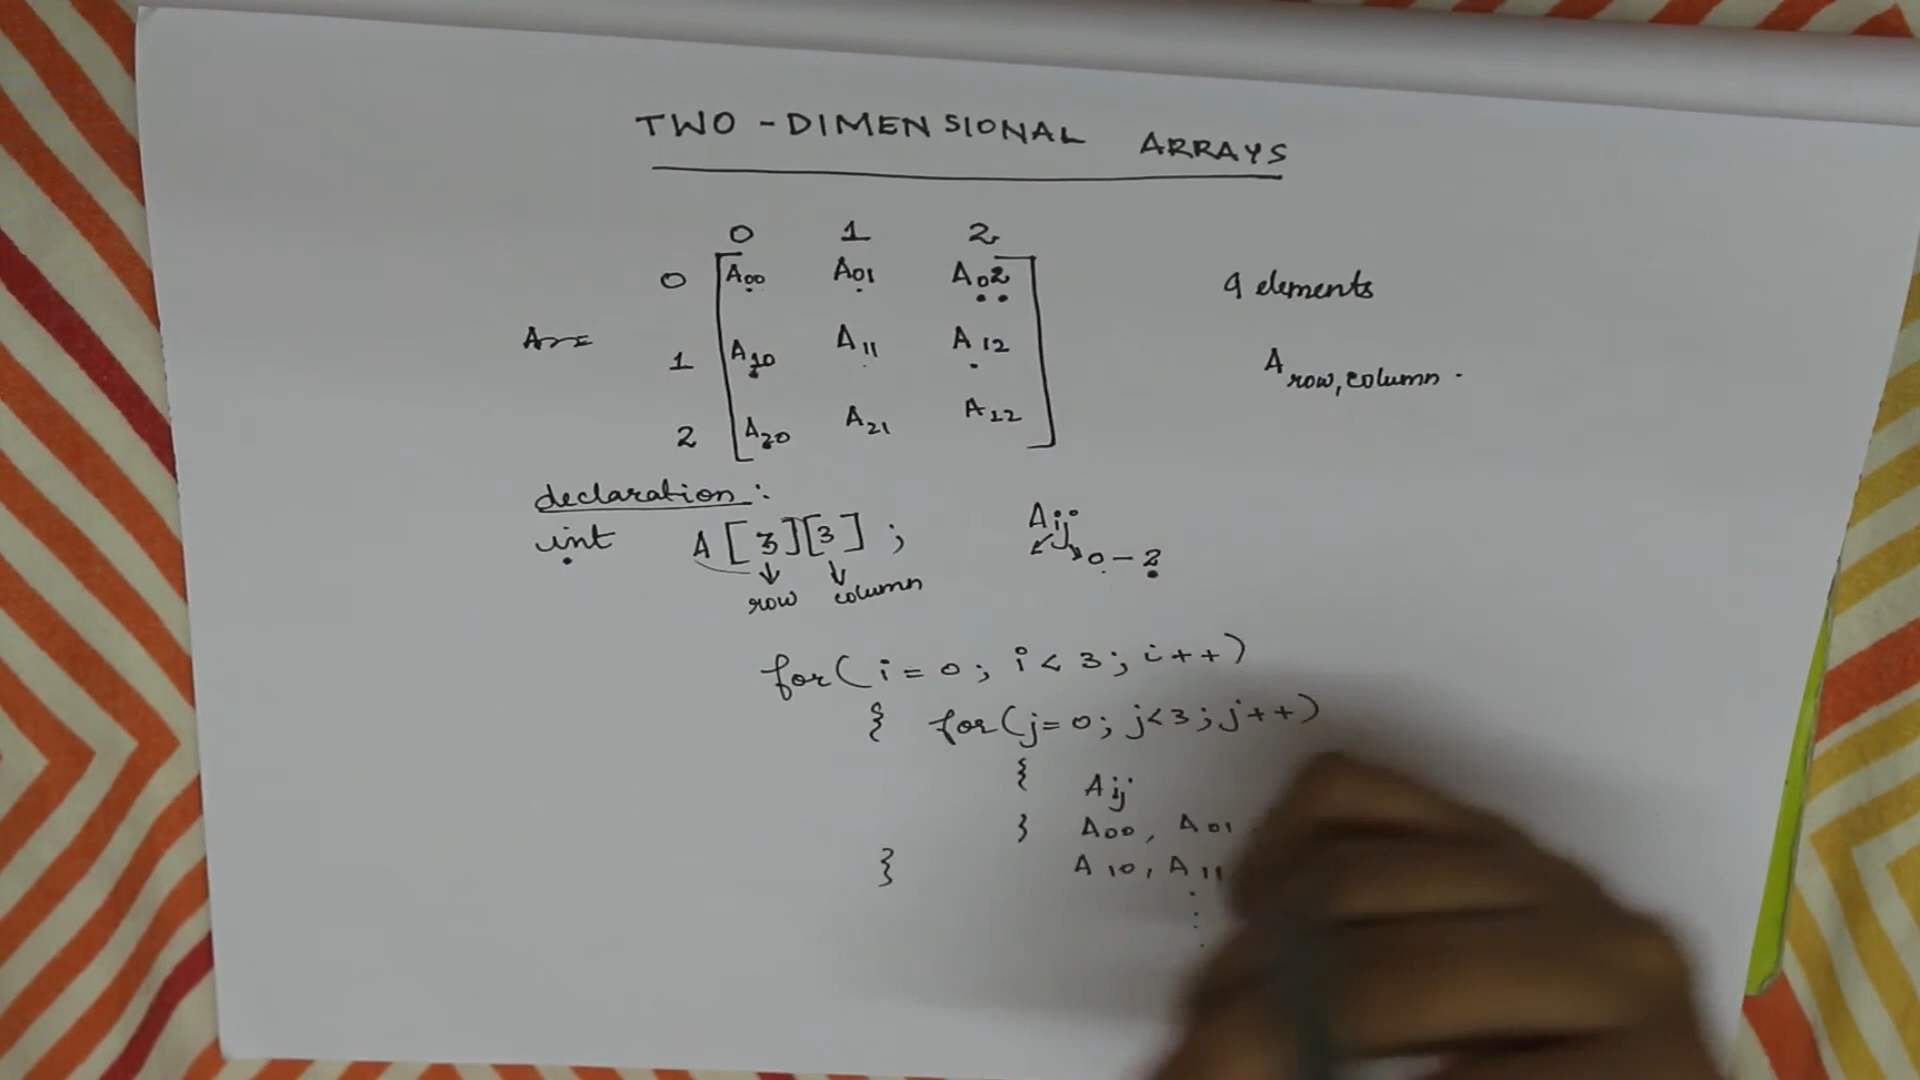 TWO-DIMENSIONAL ARRAYS
0 1 2
0 A00 A01 A02
9 elements
1 A10 A11 A12
A row, column.
2 A20 A21 A22
declaration:
int A[3][3];
Aij
0-2
row column
for(i=0; i<3; i++)
{ for(j=0; j<3; j++)
{ Aij
} A00, A01
} A10, A11